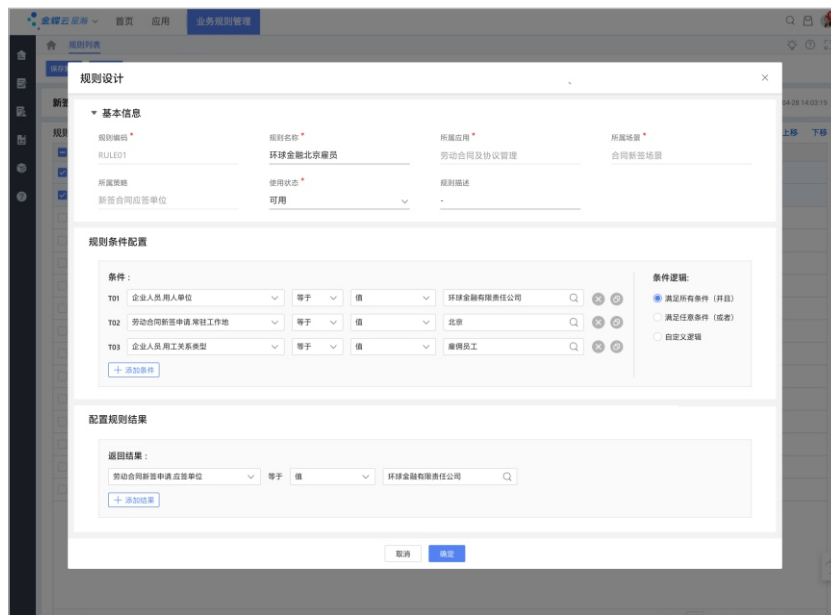 金蝶云星瀚 首页 应用 业务规则管理
规则列表
规则设计
04-28 14:03:19
基本信息
上移 下移
规则编码* 规则名称* 所属应用* 所属场景*
RULE01 环球金融北京雇员 劳动合同及协议管理 合同新签场景
所属策略 使用状态* 规则描述
新签合同应签单位 可用 -
规则条件配置
条件: 条件逻辑:
T01 企业人员.用人单位 等于 值 环球金融有限责任公司 满足所有条件（并且）
T02 劳动合同新签申请.常驻工作地 等于 值 北京 满足任意条件（或者）
T03 企业人员.用工关系类型 等于 值 雇佣员工 自定义逻辑
+ 添加条件
配置规则结果
返回结果:
劳动合同新签申请.应签单位 等于 值 环球金融有限责任公司
+ 添加结果
取消 确定